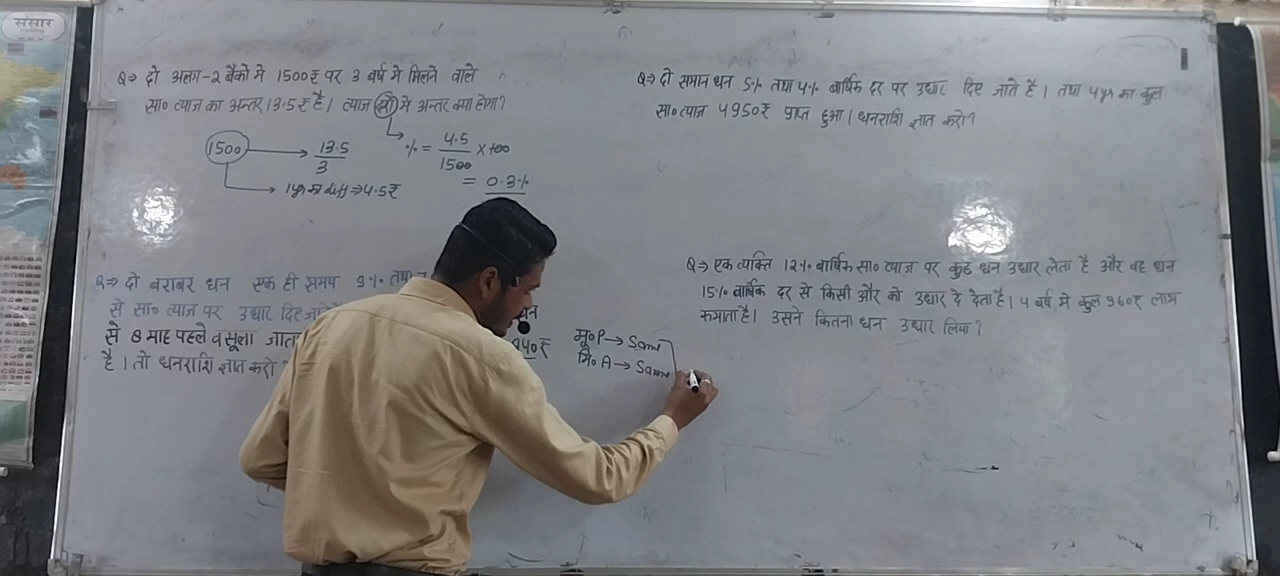 संसार
Q⇒ दो अलग-2 बैंको मे 1500₹ पर 3 वर्ष में मिलने वाले
सा० ब्याज का अन्तर 13.5₹ है। ब्याज दरों में अन्तर क्या होगा?
1500 → 13.5/3
% = 4.5/1500 × 100
= 0.3%
→ 1yr का diff ⇒ 4.5₹
Q⇒ दो समान धन 5% तथा 4% वार्षिक दर पर उधार दिए जाते है। तथा 4yr का कुल
सा० ब्याज 4950₹ प्राप्त हुआ। धनराशि ज्ञात करो?
Q⇒ दो बराबर धन एक ही समय 9% तथा
से सा० ब्याज पर उधार दिए जाते
से 8 माह पहले वसूला जाता
है। तो धनराशि ज्ञात करो
मू० P → Same
मि० A → Same
Q⇒ एक व्यक्ति 12% वार्षिक सा० ब्याज पर कुछ धन उधार लेता है और वह धन
15% वार्षिक दर से किसी और को उधार दे देता है। 4 वर्ष में कुल 960₹ लाभ
कमाता है। उसने कितना धन उधार लिया?